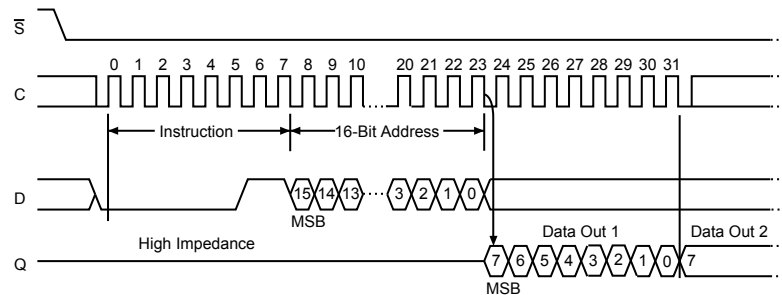 S
0 1 2 3 4 5 6 7 8 9 10 20 21 22 23 24 25 26 27 28 29 30 31
C
Instruction 16-Bit Address
D 15 14 13 3 2 1 0
MSB
High Impedance Data Out 1 Data Out 2
Q 7 6 5 4 3 2 1 0 7
MSB